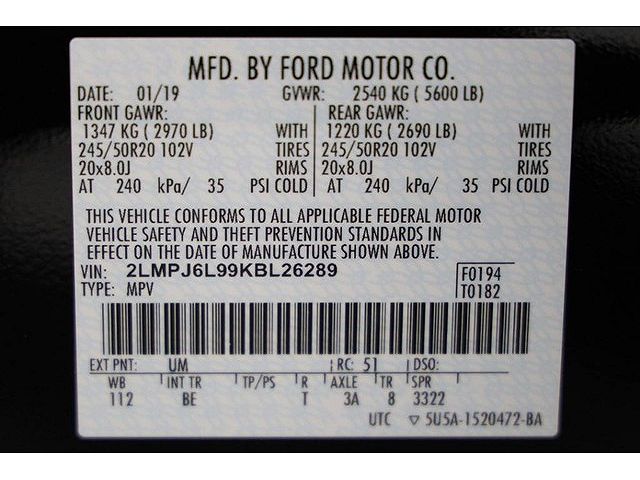 MFD. BY FORD MOTOR CO.
DATE: 01/19 GVWR: 2540 KG ( 5600 LB)
FRONT GAWR: REAR GAWR:
1347 KG ( 2970 LB) WITH 1220 KG ( 2690 LB) WITH
245/50R20 102V TIRES 245/50R20 102V TIRES
20x8.0J RIMS 20x8.0J RIMS
AT 240 kPa/ 35 PSI COLD AT 240 kPa/ 35 PSI COLD
THIS VEHICLE CONFORMS TO ALL APPLICABLE FEDERAL MOTOR
VEHICLE SAFETY AND THEFT PREVENTION STANDARDS IN
EFFECT ON THE DATE OF MANUFACTURE SHOWN ABOVE.
VIN: 2LMPJ6L99KBL26289 F0194
TYPE: MPV T0182
EXT PNT: UM RC: 51 DSO:
WB INT TR TP/PS R AXLE TR SPR
112 BE T 3A 8 3322
UTC ▽ 5U5A-1520472-BA